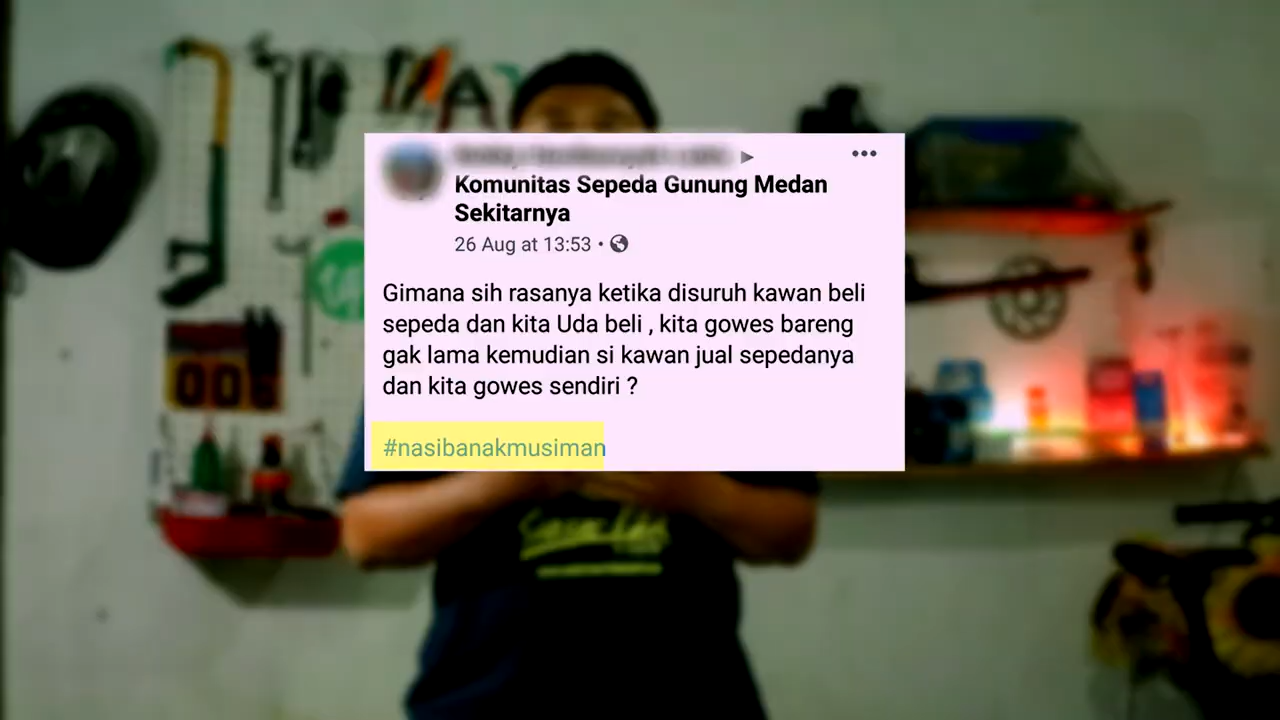 Komunitas Sepeda Gunung Medan
Sekitarnya
26 Aug at 13:53
Gimana sih rasanya ketika disuruh kawan beli
sepeda dan kita Uda beli , kita gowes bareng
gak lama kemudian si kawan jual sepedanya
dan kita gowes sendiri ?
#nasibanakmusiman